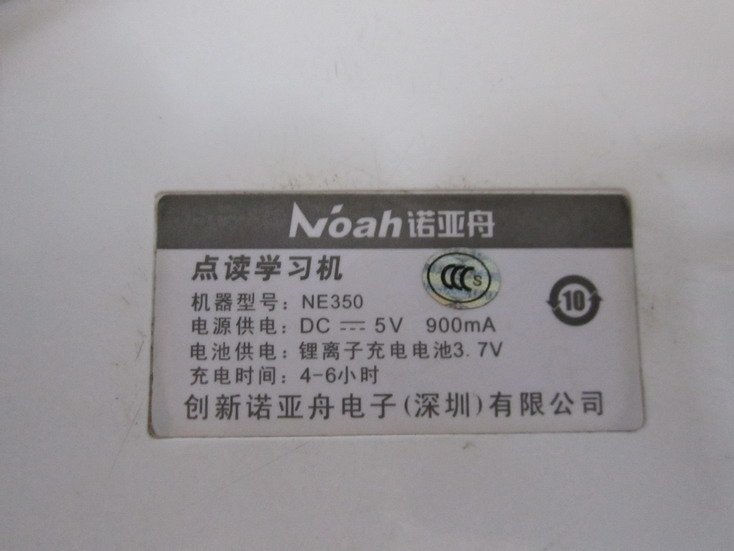 Noah诺亚舟
点读学习机
CCC S
机器型号：NE350
10
电源供电：DC ⎓ 5V 900mA
电池供电：锂离子充电电池3.7V
充电时间：4-6小时
创新诺亚舟电子(深圳)有限公司